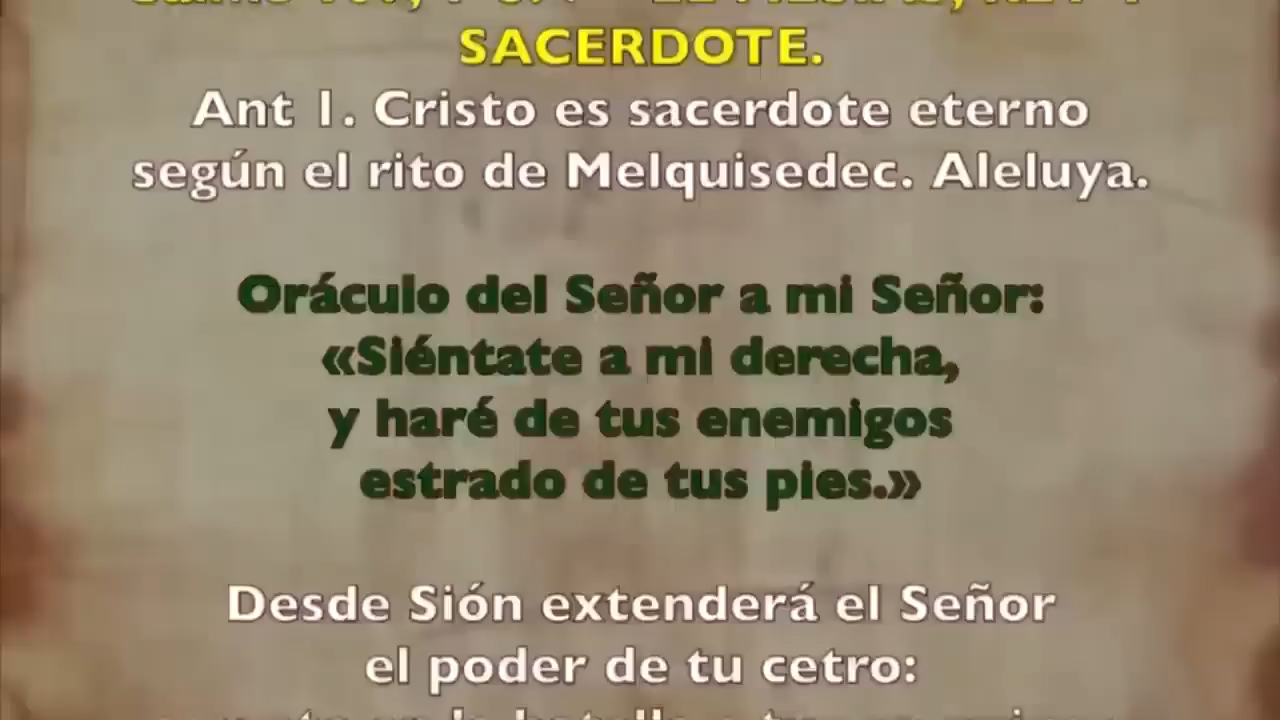 SACERDOTE.
Ant 1. Cristo es sacerdote eterno
según el rito de Melquisedec. Aleluya.
Oráculo del Señor a mi Señor:
«Siéntate a mi derecha,
y haré de tus enemigos
estrado de tus pies.»
Desde Sión extenderá el Señor
el poder de tu cetro: